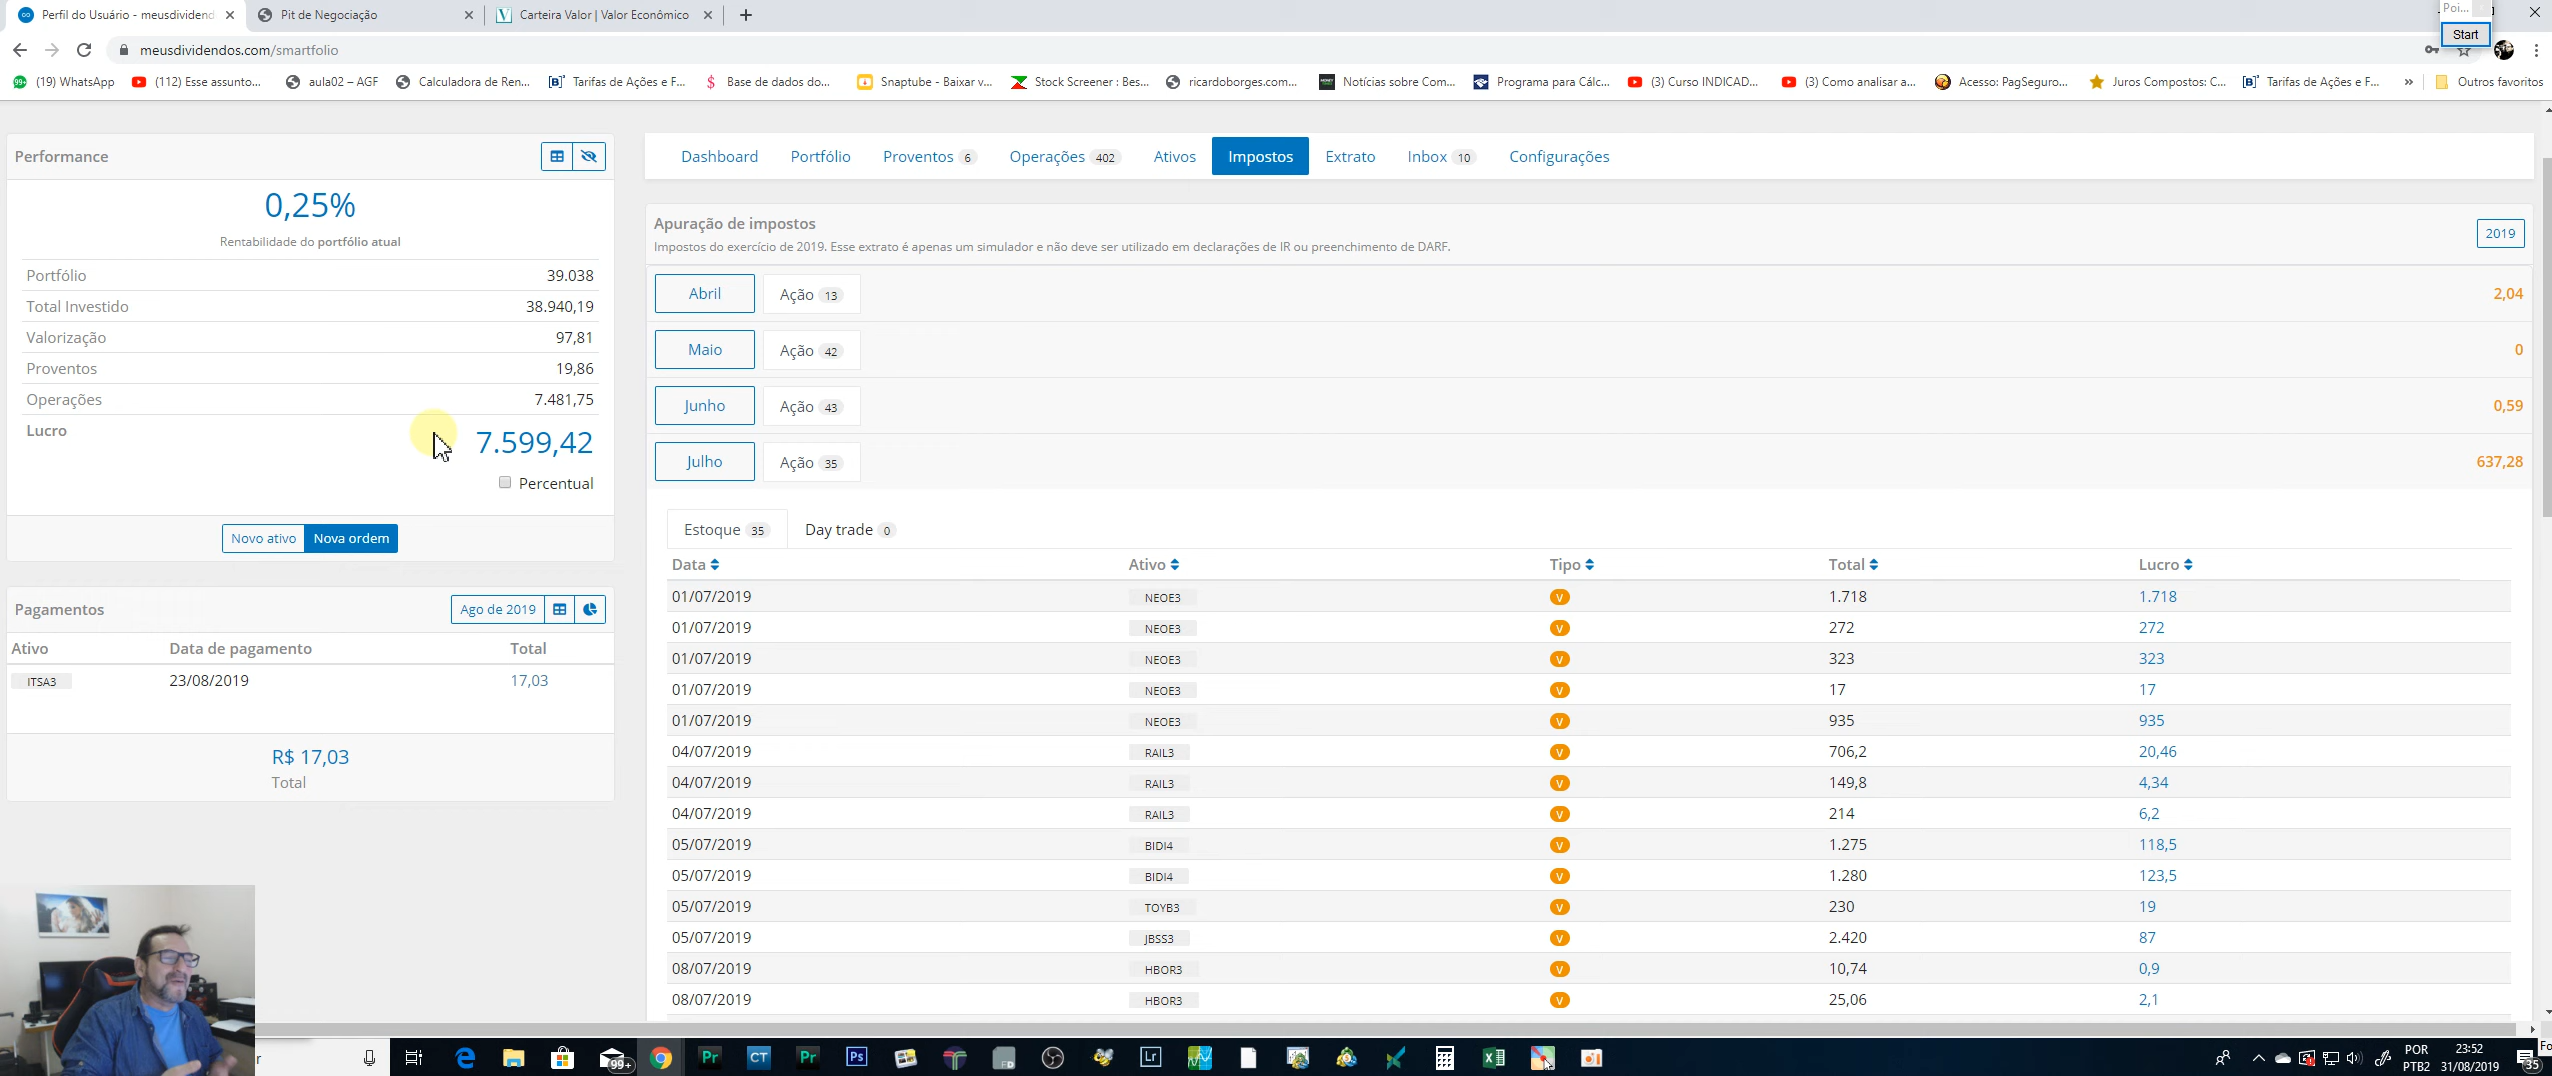 Perfil do Usuário - meusdividend
Pit de Negociação
Carteira Valor | Valor Econômico
Poi...
Start
meusdividendos.com/smartfolio
(19) WhatsApp
(112) Esse assunto...
aula02 – AGF
Calculadora de Ren...
Tarifas de Ações e F...
Base de dados do...
Snaptube - Baixar v...
Stock Screener : Bes...
ricardoborges.com...
Notícias sobre Com...
Programa para Cálc...
(3) Curso INDICAD...
(3) Como analisar a...
Acesso: PagSeguro...
Juros Compostos: C...
Tarifas de Ações e F...
»
Outros favoritos
Performance
0,25%
Rentabilidade do portfólio atual
Portfólio 39.038
Total Investido 38.940,19
Valorização 97,81
Proventos 19,86
Operações 7.481,75
Lucro 7.599,42
Percentual
Novo ativo Nova ordem
Pagamentos Ago de 2019
Ativo Data de pagamento Total
ITSA3 23/08/2019 17,03
R$ 17,03
Total
Dashboard Portfólio Proventos 6 Operações 402 Ativos Impostos Extrato Inbox 10 Configurações
Apuração de impostos
2019
Impostos do exercício de 2019. Esse extrato é apenas um simulador e não deve ser utilizado em declarações de IR ou preenchimento de DARF.
Abril Ação 13 2,04
Maio Ação 42 0
Junho Ação 43 0,59
Julho Ação 35 637,28
Estoque 35 Day trade 0
Data Ativo Tipo Total Lucro
01/07/2019 NEOE3 V 1.718 1.718
01/07/2019 NEOE3 V 272 272
01/07/2019 NEOE3 V 323 323
01/07/2019 NEOE3 V 17 17
01/07/2019 NEOE3 V 935 935
04/07/2019 RAIL3 V 706,2 20,46
04/07/2019 RAIL3 V 149,8 4,34
04/07/2019 RAIL3 V 214 6,2
05/07/2019 BIDI4 V 1.275 118,5
05/07/2019 BIDI4 V 1.280 123,5
05/07/2019 TOYB3 V 230 19
05/07/2019 JBSS3 V 2.420 87
08/07/2019 HBOR3 V 10,74 0,9
08/07/2019 HBOR3 V 25,06 2,1
r
99+
Pr
CT
Pr
Ps
Lr
POR
PTB2
23:52
31/08/2019
35
Fo